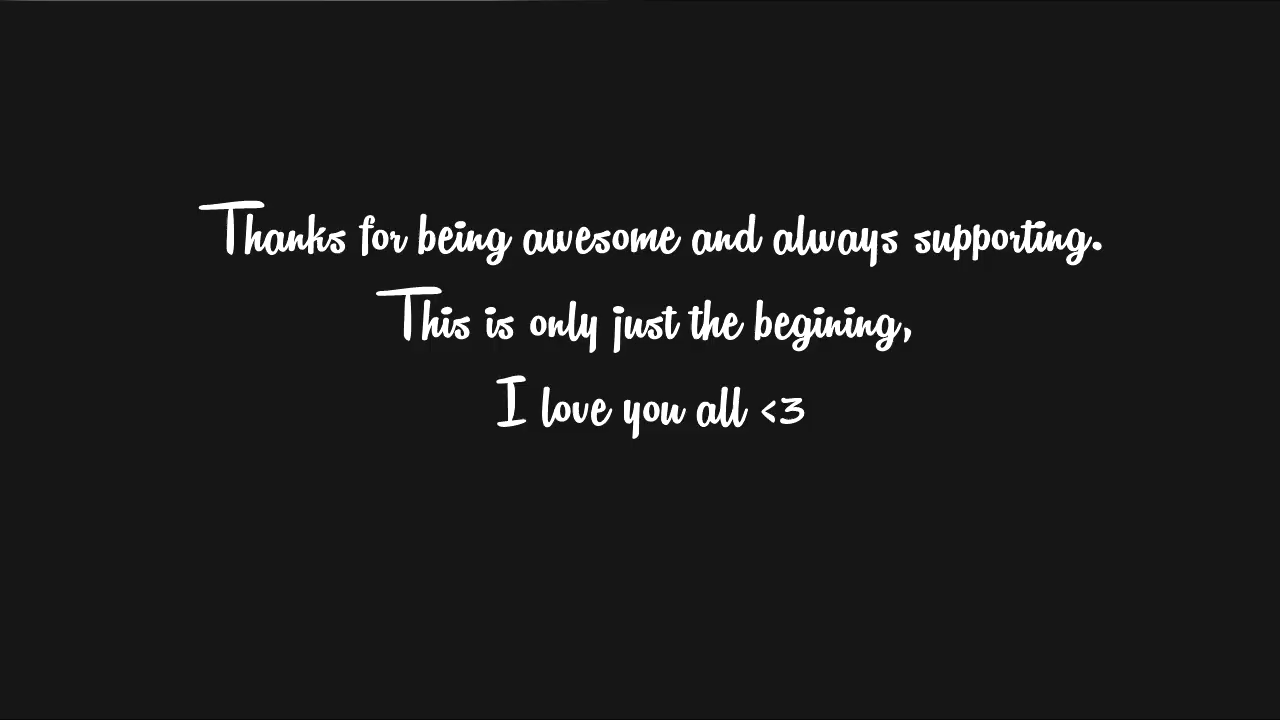 Thanks for being awesome and always supporting.
This is only just the begining,
I love you all <3